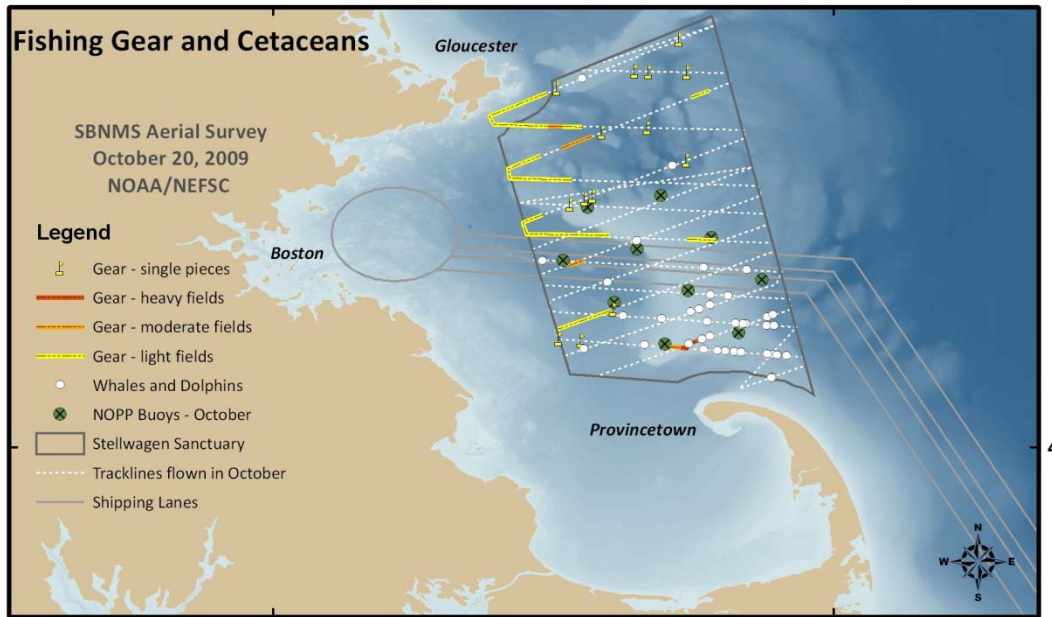 Fishing Gear and Cetaceans
Gloucester
SBNMS Aerial Survey
October 20, 2009
NOAA/NEFSC
Legend
Boston
Gear - single pieces
Gear - heavy fields
Gear - moderate fields
Gear - light fields
Whales and Dolphins
NOPP Buoys - October
Provincetown
Stellwagen Sanctuary
4
Tracklines flown in October
Shipping Lanes
N
W
E
S